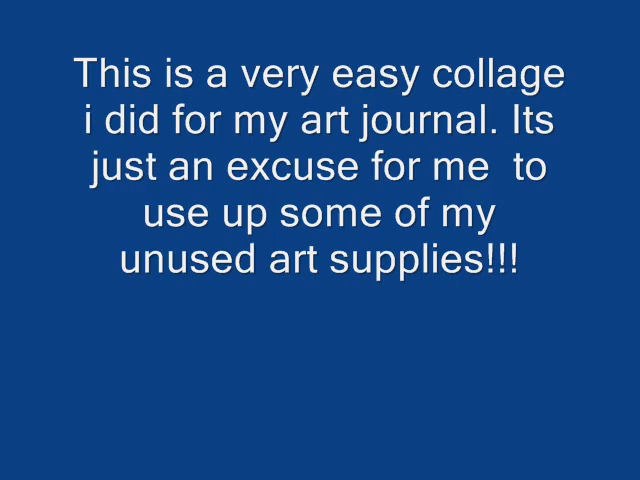 This is a very easy collage
i did for my art journal. Its
just an excuse for me  to
use up some of my
unused art supplies!!!